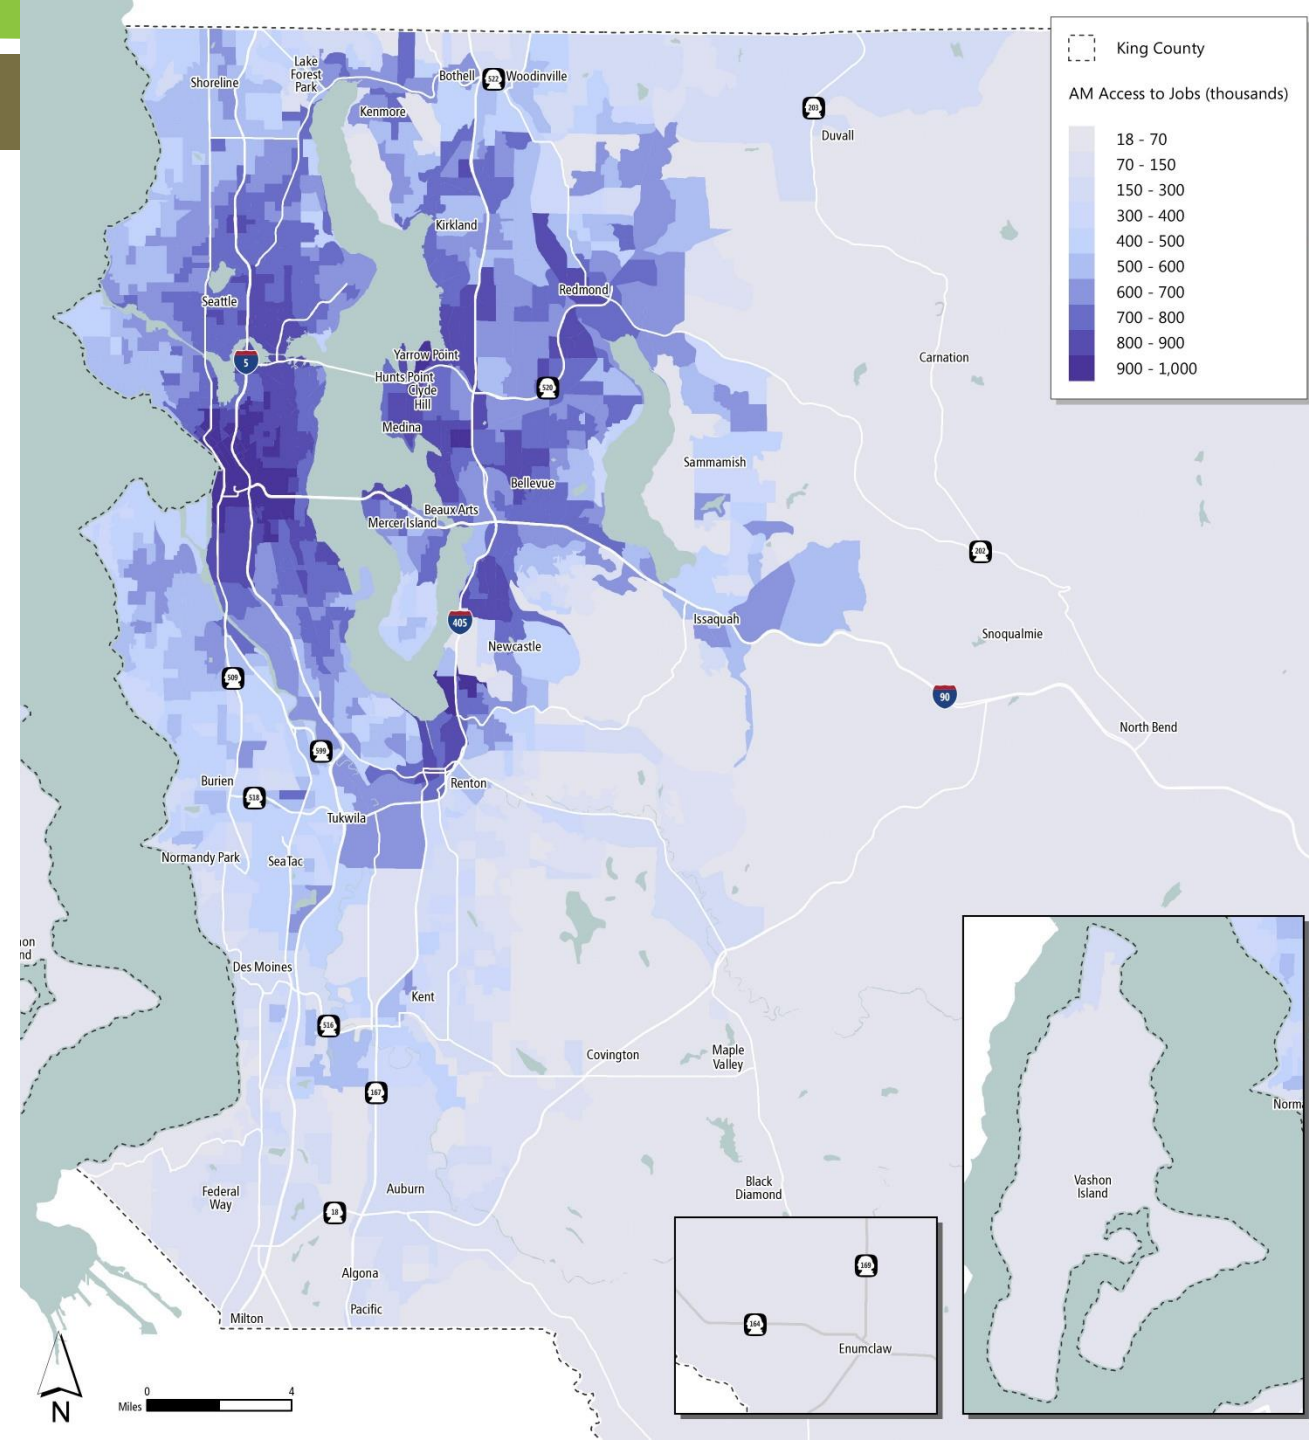 King County
AM Access to Jobs (thousands)
18 - 70
70 - 150
150 - 300
300 - 400
400 - 500
500 - 600
600 - 700
700 - 800
800 - 900
900 - 1,000
Shoreline
Lake
Forest
Park
Bothell
522
Woodinville
Kenmore
203
Duvall
Kirkland
Redmond
Seattle
5
Yarrow Point
Hunts Point
Clyde
Hill
520
Medina
Carnation
Sammamish
Bellevue
Beaux Arts
Mercer Island
202
405
Issaquah
Newcastle
Snoqualmie
509
90
North Bend
599
Burien
518
Renton
Tukwila
Normandy Park
SeaTac
Des Moines
Kent
516
Covington
Maple
Valley
167
Federal
Way
Auburn
18
Black
Diamond
Algona
Pacific
Milton
169
164
Enumclaw
Vashon
Island
Norma
on
nd
0 4
Miles
N